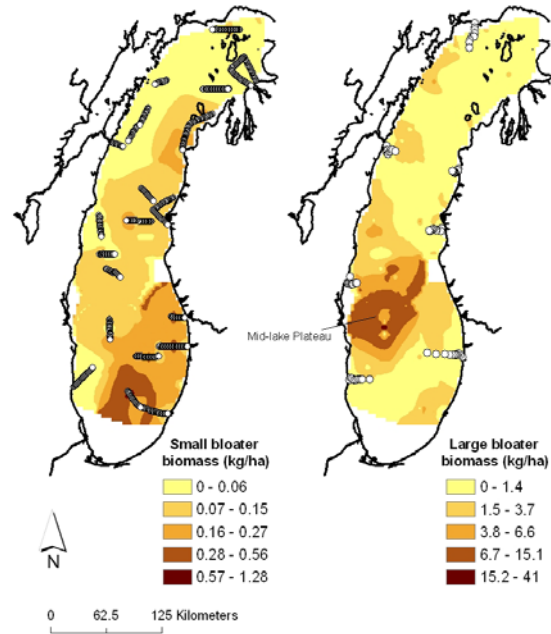 Mid-lake Plateau
Small bloater
biomass (kg/ha)
0 - 0.06
0.07 - 0.15
0.16 - 0.27
0.28 - 0.56
0.57 - 1.28
Large bloater
biomass (kg/ha)
0 - 1.4
1.5 - 3.7
3.8 - 6.6
6.7 - 15.1
15.2 - 41
N
0 62.5 125 Kilometers